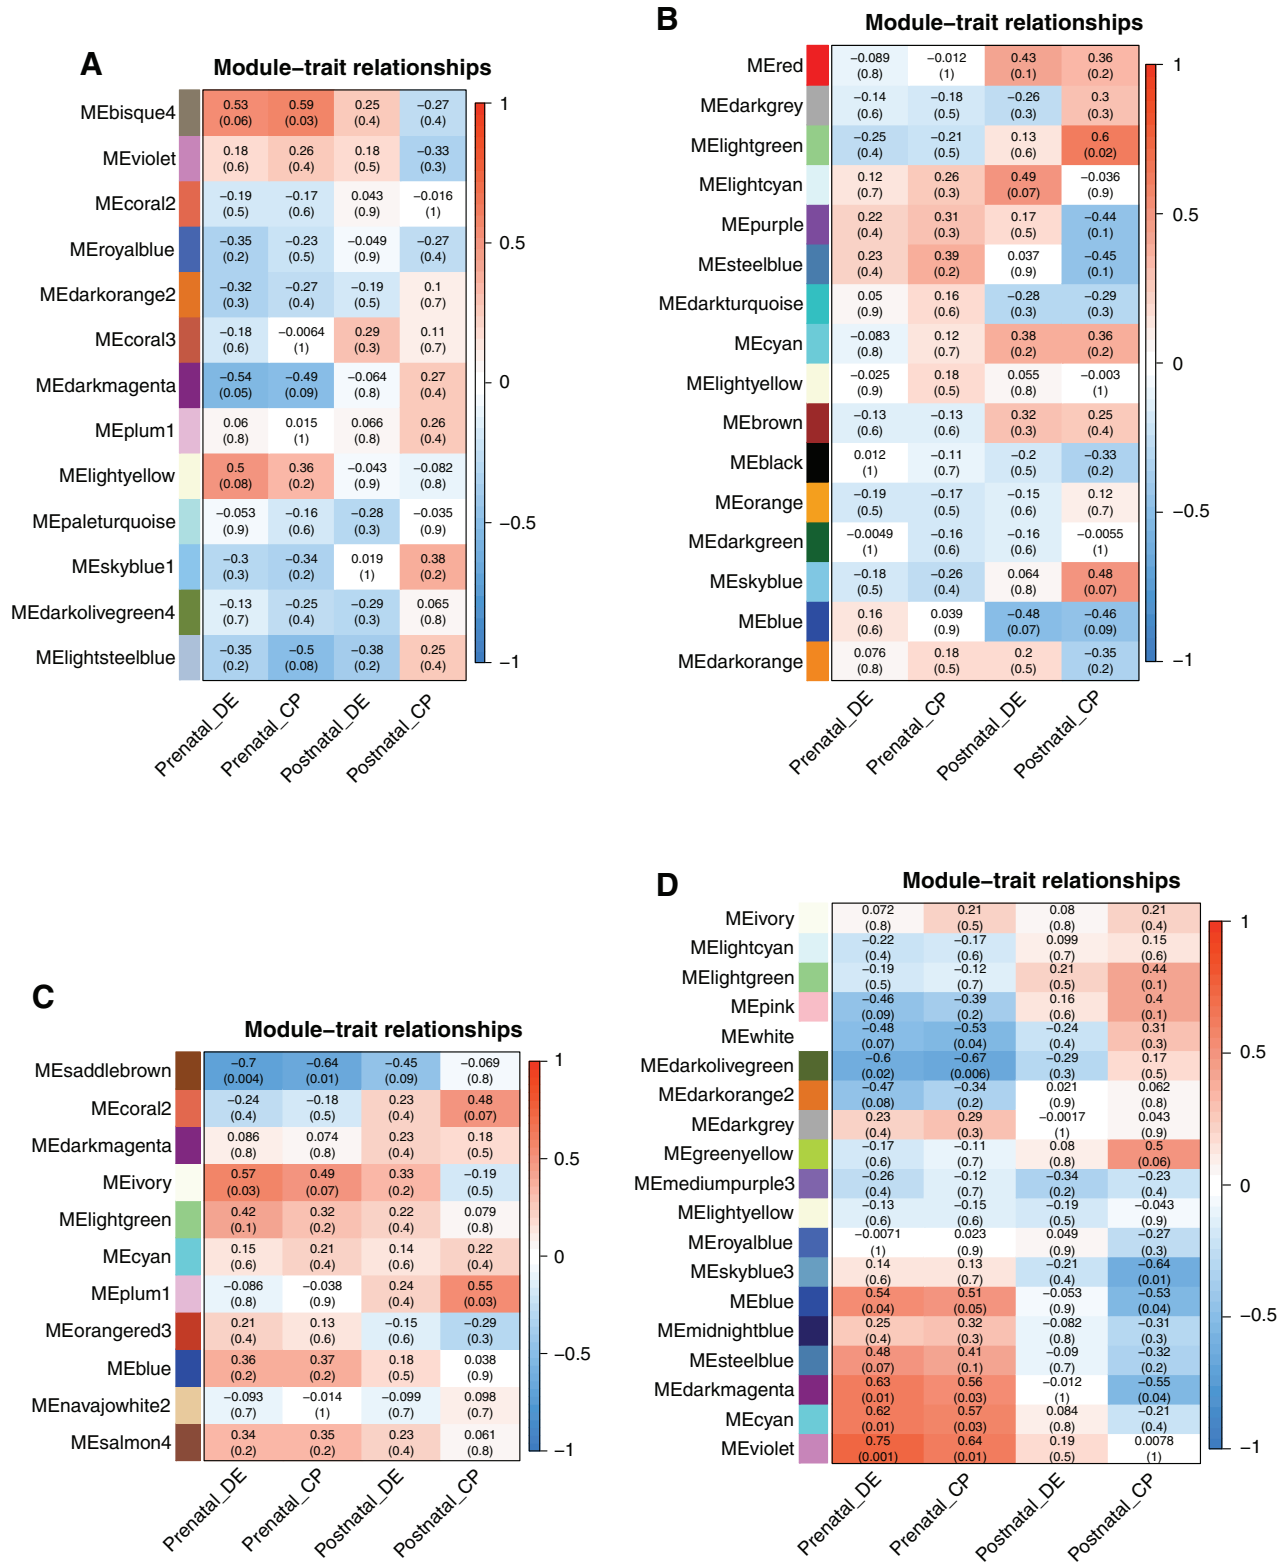 A
Module−trait relationships
MEbisque4 0.53 0.59 0.25 −0.27
(0.06) (0.03) (0.4) (0.4)
MEviolet 0.18 0.26 0.18 −0.33
(0.6) (0.4) (0.5) (0.3)
MEcoral2 −0.19 −0.17 0.043 −0.016
(0.5) (0.6) (0.9) (1)
MEroyalblue −0.35 −0.23 −0.049 −0.27
(0.2) (0.5) (0.9) (0.4)
MEdarkorange2 −0.32 −0.27 −0.19 0.1
(0.3) (0.4) (0.5) (0.7)
MEcoral3 −0.18 −0.0064 0.29 0.11
(0.6) (1) (0.3) (0.7)
MEdarkmagenta −0.54 −0.49 −0.064 0.27
(0.05) (0.09) (0.8) (0.4)
MEplum1 0.06 0.015 0.066 0.26
(0.8) (1) (0.8) (0.4)
MElightyellow 0.5 0.36 −0.043 −0.082
(0.08) (0.2) (0.9) (0.8)
MEpaleturquoise −0.053 −0.16 −0.28 −0.035
(0.9) (0.6) (0.3) (0.9)
MEskyblue1 −0.3 −0.34 0.019 0.38
(0.3) (0.2) (1) (0.2)
MEdarkolivegreen4 −0.13 −0.25 −0.29 0.065
(0.7) (0.4) (0.3) (0.8)
MElightsteelblue −0.35 −0.5 −0.38 0.25
(0.2) (0.08) (0.2) (0.4)
Prenatal_DE Prenatal_CP Postnatal_DE Postnatal_CP
1
0.5
0
−0.5
−1
B
Module−trait relationships
MEred −0.089 −0.012 0.43 0.36
(0.8) (1) (0.1) (0.2)
MEdarkgrey −0.14 −0.18 −0.26 0.3
(0.6) (0.5) (0.3) (0.3)
MElightgreen −0.25 −0.21 0.13 0.6
(0.4) (0.5) (0.6) (0.02)
MElightcyan 0.12 0.26 0.49 −0.036
(0.7) (0.3) (0.07) (0.9)
MEpurple 0.22 0.31 0.17 −0.44
(0.4) (0.3) (0.5) (0.1)
MEsteelblue 0.23 0.39 0.037 −0.45
(0.4) (0.2) (0.9) (0.1)
MEdarkturquoise 0.05 0.16 −0.28 −0.29
(0.9) (0.6) (0.3) (0.3)
MEcyan −0.083 0.12 0.38 0.36
(0.8) (0.7) (0.2) (0.2)
MElightyellow −0.025 0.18 0.055 −0.003
(0.9) (0.5) (0.8) (1)
MEbrown −0.13 −0.13 0.32 0.25
(0.6) (0.6) (0.3) (0.4)
MEblack 0.012 −0.11 −0.2 −0.33
(1) (0.7) (0.5) (0.2)
MEorange −0.19 −0.17 −0.15 0.12
(0.5) (0.5) (0.6) (0.7)
MEdarkgreen −0.0049 −0.16 −0.16 −0.0055
(1) (0.6) (0.6) (1)
MEskyblue −0.18 −0.26 0.064 0.48
(0.5) (0.4) (0.8) (0.07)
MEblue 0.16 0.039 −0.48 −0.46
(0.6) (0.9) (0.07) (0.09)
MEdarkorange 0.076 0.18 0.2 −0.35
(0.8) (0.5) (0.5) (0.2)
Prenatal_DE Prenatal_CP Postnatal_DE Postnatal_CP
1
0.5
0
−0.5
−1
C
Module−trait relationships
MEsaddlebrown −0.7 −0.64 −0.45 −0.069
(0.004) (0.01) (0.09) (0.8)
MEcoral2 −0.24 −0.18 0.23 0.48
(0.4) (0.5) (0.4) (0.07)
MEdarkmagenta 0.086 0.074 0.23 0.18
(0.8) (0.8) (0.4) (0.5)
MEivory 0.57 0.49 0.33 −0.19
(0.03) (0.07) (0.2) (0.5)
MElightgreen 0.42 0.32 0.22 0.079
(0.1) (0.2) (0.4) (0.8)
MEcyan 0.15 0.21 0.14 0.22
(0.6) (0.4) (0.6) (0.4)
MEplum1 −0.086 −0.038 0.24 0.55
(0.8) (0.9) (0.4) (0.03)
MEorangered3 0.21 0.13 −0.15 −0.29
(0.4) (0.6) (0.6) (0.3)
MEblue 0.36 0.37 0.18 0.038
(0.2) (0.2) (0.5) (0.9)
MEnavajowhite2 −0.093 −0.014 −0.099 0.098
(0.7) (1) (0.7) (0.7)
MEsalmon4 0.34 0.35 0.23 0.061
(0.2) (0.2) (0.4) (0.8)
Prenatal_DE Prenatal_CP Postnatal_DE Postnatal_CP
1
0.5
0
−0.5
−1
D
Module−trait relationships
MEivory 0.072 0.21 0.08 0.21
(0.8) (0.5) (0.8) (0.4)
MElightcyan −0.22 −0.17 0.099 0.15
(0.4) (0.6) (0.7) (0.6)
MElightgreen −0.19 −0.12 0.21 0.44
(0.5) (0.7) (0.5) (0.1)
MEpink −0.46 −0.39 0.16 0.4
(0.09) (0.2) (0.6) (0.1)
MEwhite −0.48 −0.53 −0.24 0.31
(0.07) (0.04) (0.4) (0.3)
MEdarkolivegreen −0.6 −0.67 −0.29 0.17
(0.02) (0.006) (0.3) (0.5)
MEdarkorange2 −0.47 −0.34 0.021 0.062
(0.08) (0.2) (0.9) (0.8)
MEdarkgrey 0.23 0.29 −0.0017 0.043
(0.4) (0.3) (1) (0.9)
MEgreenyellow −0.17 −0.11 0.08 0.5
(0.6) (0.7) (0.8) (0.06)
MEmediumpurple3 −0.26 −0.12 −0.34 −0.23
(0.4) (0.7) (0.2) (0.4)
MElightyellow −0.13 −0.15 −0.19 −0.043
(0.6) (0.6) (0.5) (0.9)
MEroyalblue −0.0071 0.023 0.049 −0.27
(1) (0.9) (0.9) (0.3)
MEskyblue3 0.14 0.13 −0.21 −0.64
(0.6) (0.7) (0.4) (0.01)
MEblue 0.54 0.51 −0.053 −0.53
(0.04) (0.05) (0.9) (0.04)
MEmidnightblue 0.25 0.32 −0.082 −0.31
(0.4) (0.3) (0.8) (0.3)
MEsteelblue 0.48 0.41 −0.09 −0.32
(0.07) (0.1) (0.7) (0.2)
MEdarkmagenta 0.63 0.56 −0.012 −0.55
(0.01) (0.03) (1) (0.04)
MEcyan 0.62 0.57 0.084 −0.21
(0.01) (0.03) (0.8) (0.4)
MEviolet 0.75 0.64 0.19 0.0078
(0.001) (0.01) (0.5) (1)
Prenatal_DE Prenatal_CP Postnatal_DE Postnatal_CP
1
0.5
0
−0.5
−1